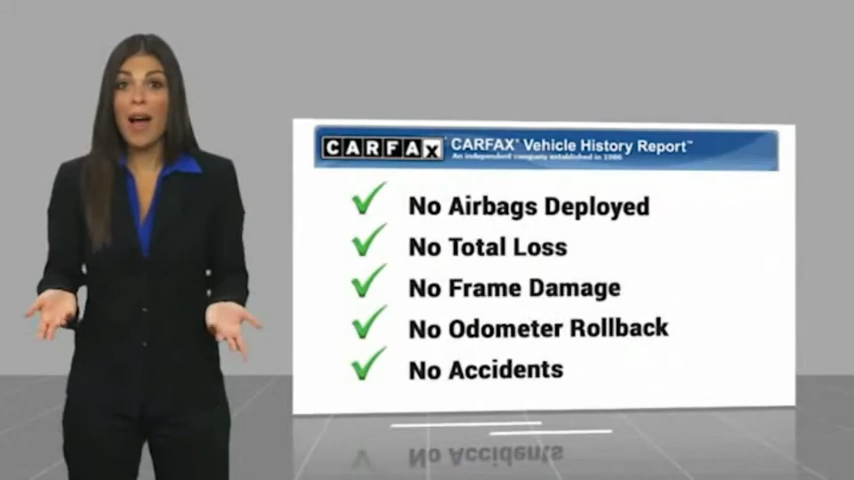 CARFAX CARFAX® Vehicle History Report™
An independent company established in 1986
No Airbags Deployed
No Total Loss
No Frame Damage
No Odometer Rollback
No Accidents
No Accidents